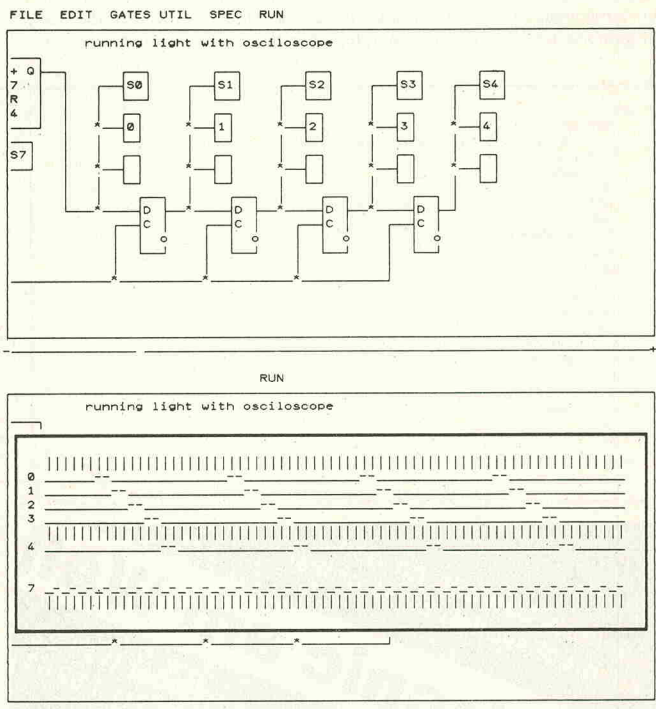 FILE EDIT GATES UTIL SPEC RUN
running light with osciloscope
+ Q
7
R
4
S0 S1 S2 S3 S4
0 1 2 3 4
S7
D D D D
C C C C
- +
RUN
running light with osciloscope
0
1
2
3
4
7